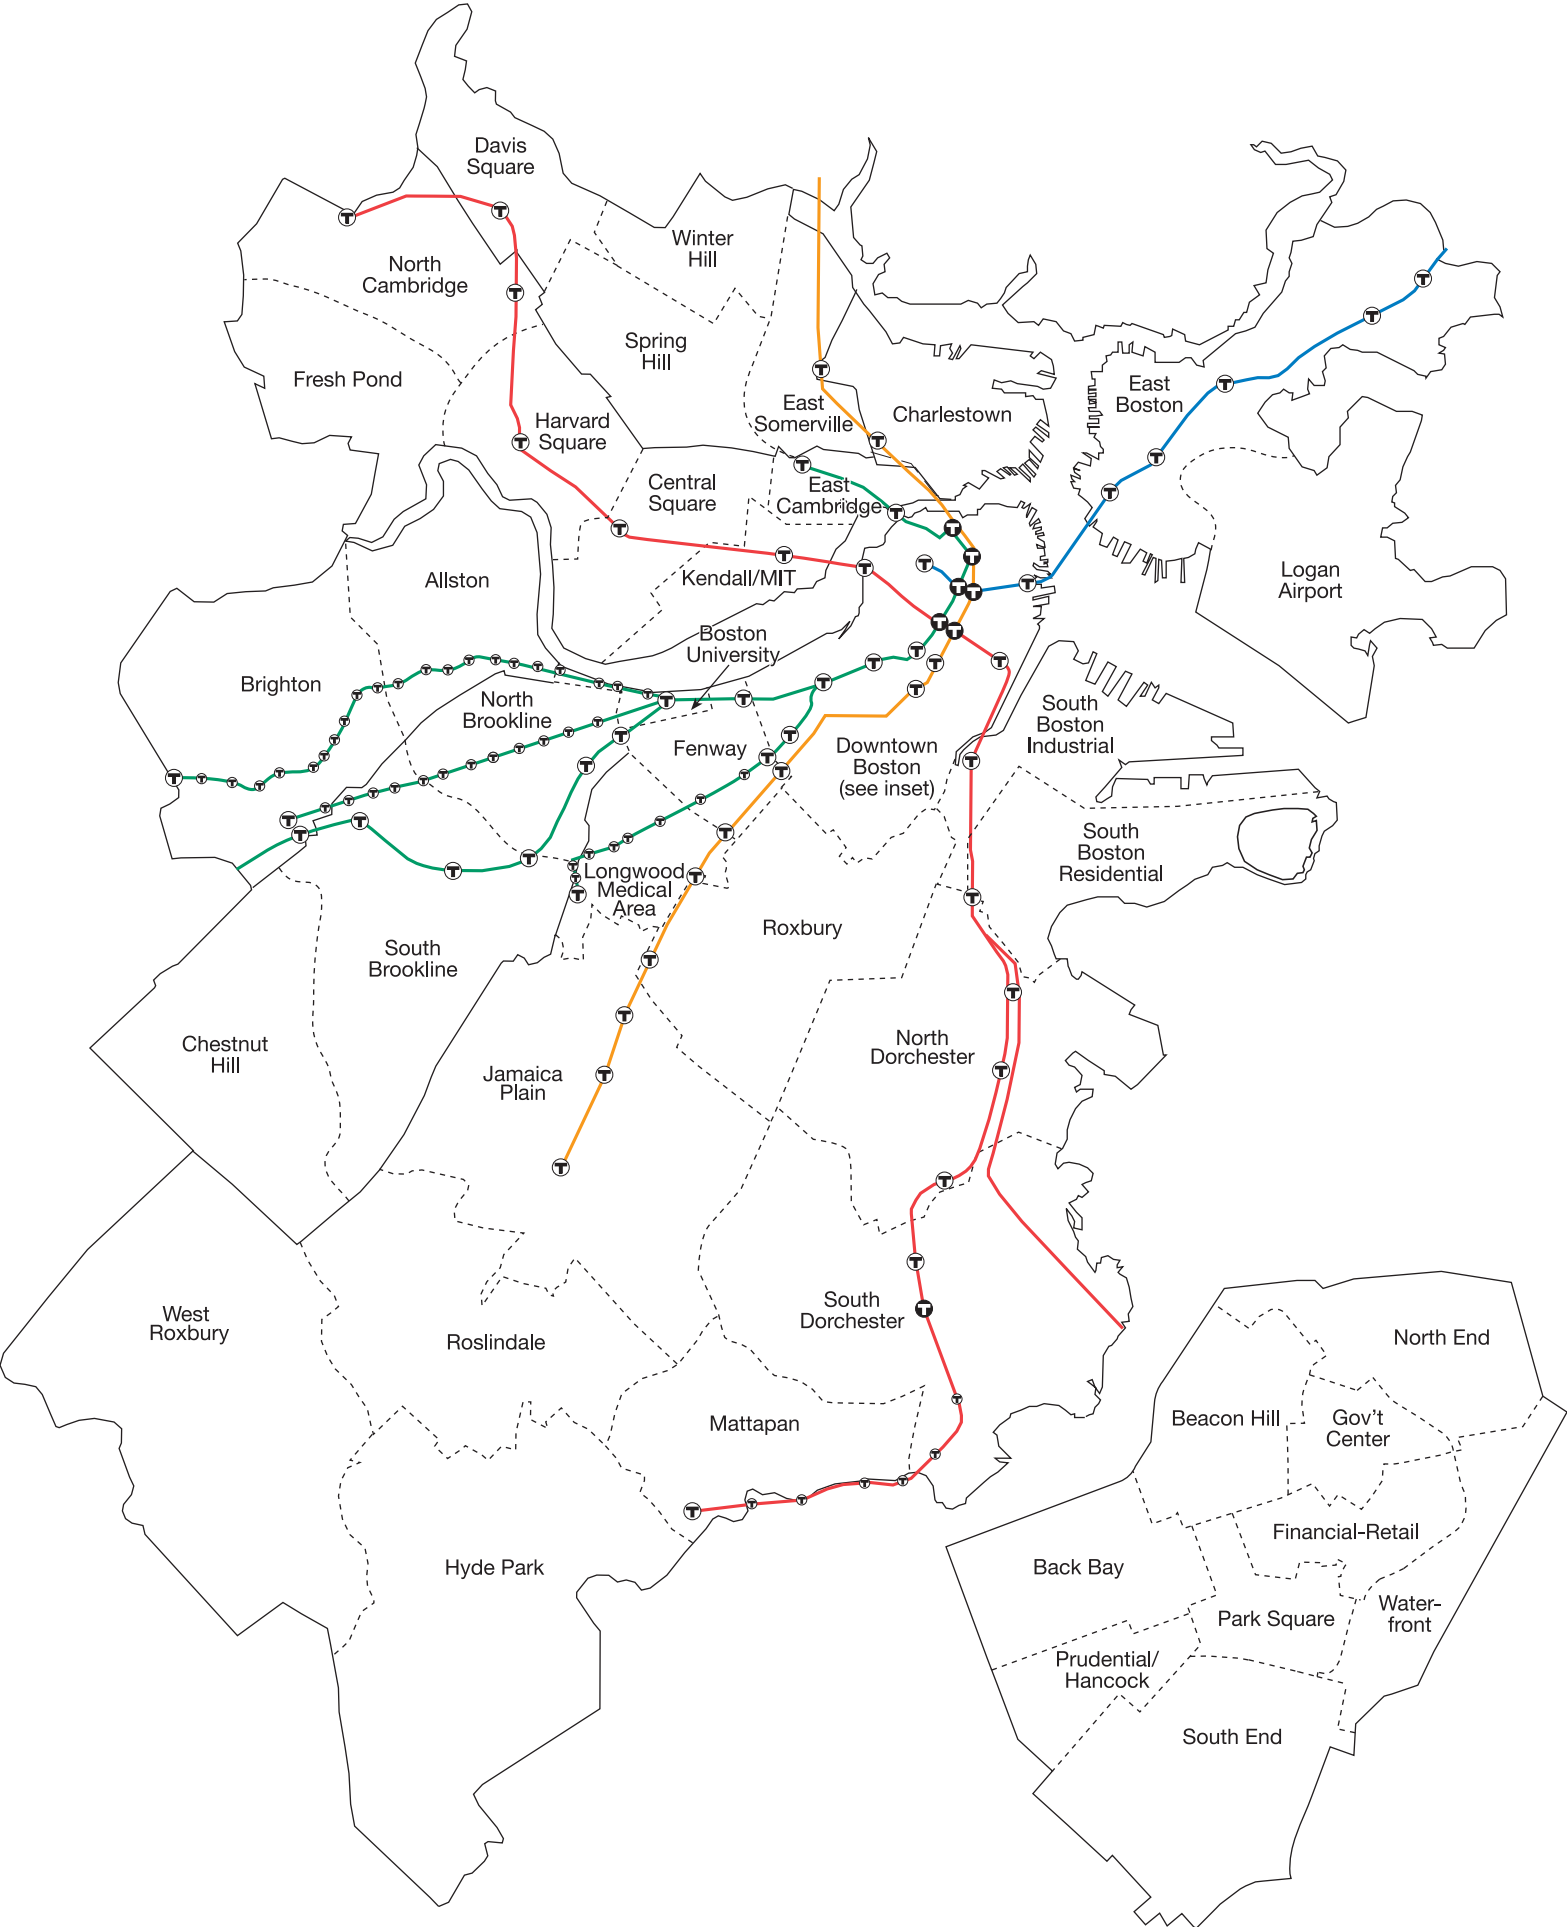 Davis
Square
Winter
Hill
North
Cambridge
Spring
Hill
Fresh Pond
East
Boston
East
Somerville
Charlestown
Harvard
Square
Central
Square
East
Cambridge
Allston
Kendall/MIT
Logan
Airport
Boston
University
Brighton
North
Brookline
South
Boston
Industrial
Fenway
Downtown
Boston
(see inset)
South
Boston
Residential
Longwood
Medical
Area
Roxbury
South
Brookline
Chestnut
Hill
North
Dorchester
Jamaica
Plain
West
Roxbury
South
Dorchester
Roslindale
North End
Mattapan
Beacon Hill
Gov't
Center
Financial-Retail
Hyde Park
Back Bay
Park Square
Water-
front
Prudential/
Hancock
South End